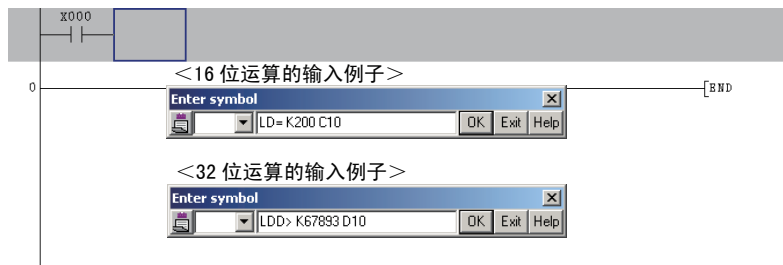 X000
＜16 位运算的输入例子＞
0
END
Enter symbol
LD= K200 C10 OK Exit Help
＜32 位运算的输入例子＞
Enter symbol
LDD> K67893 D10 OK Exit Help